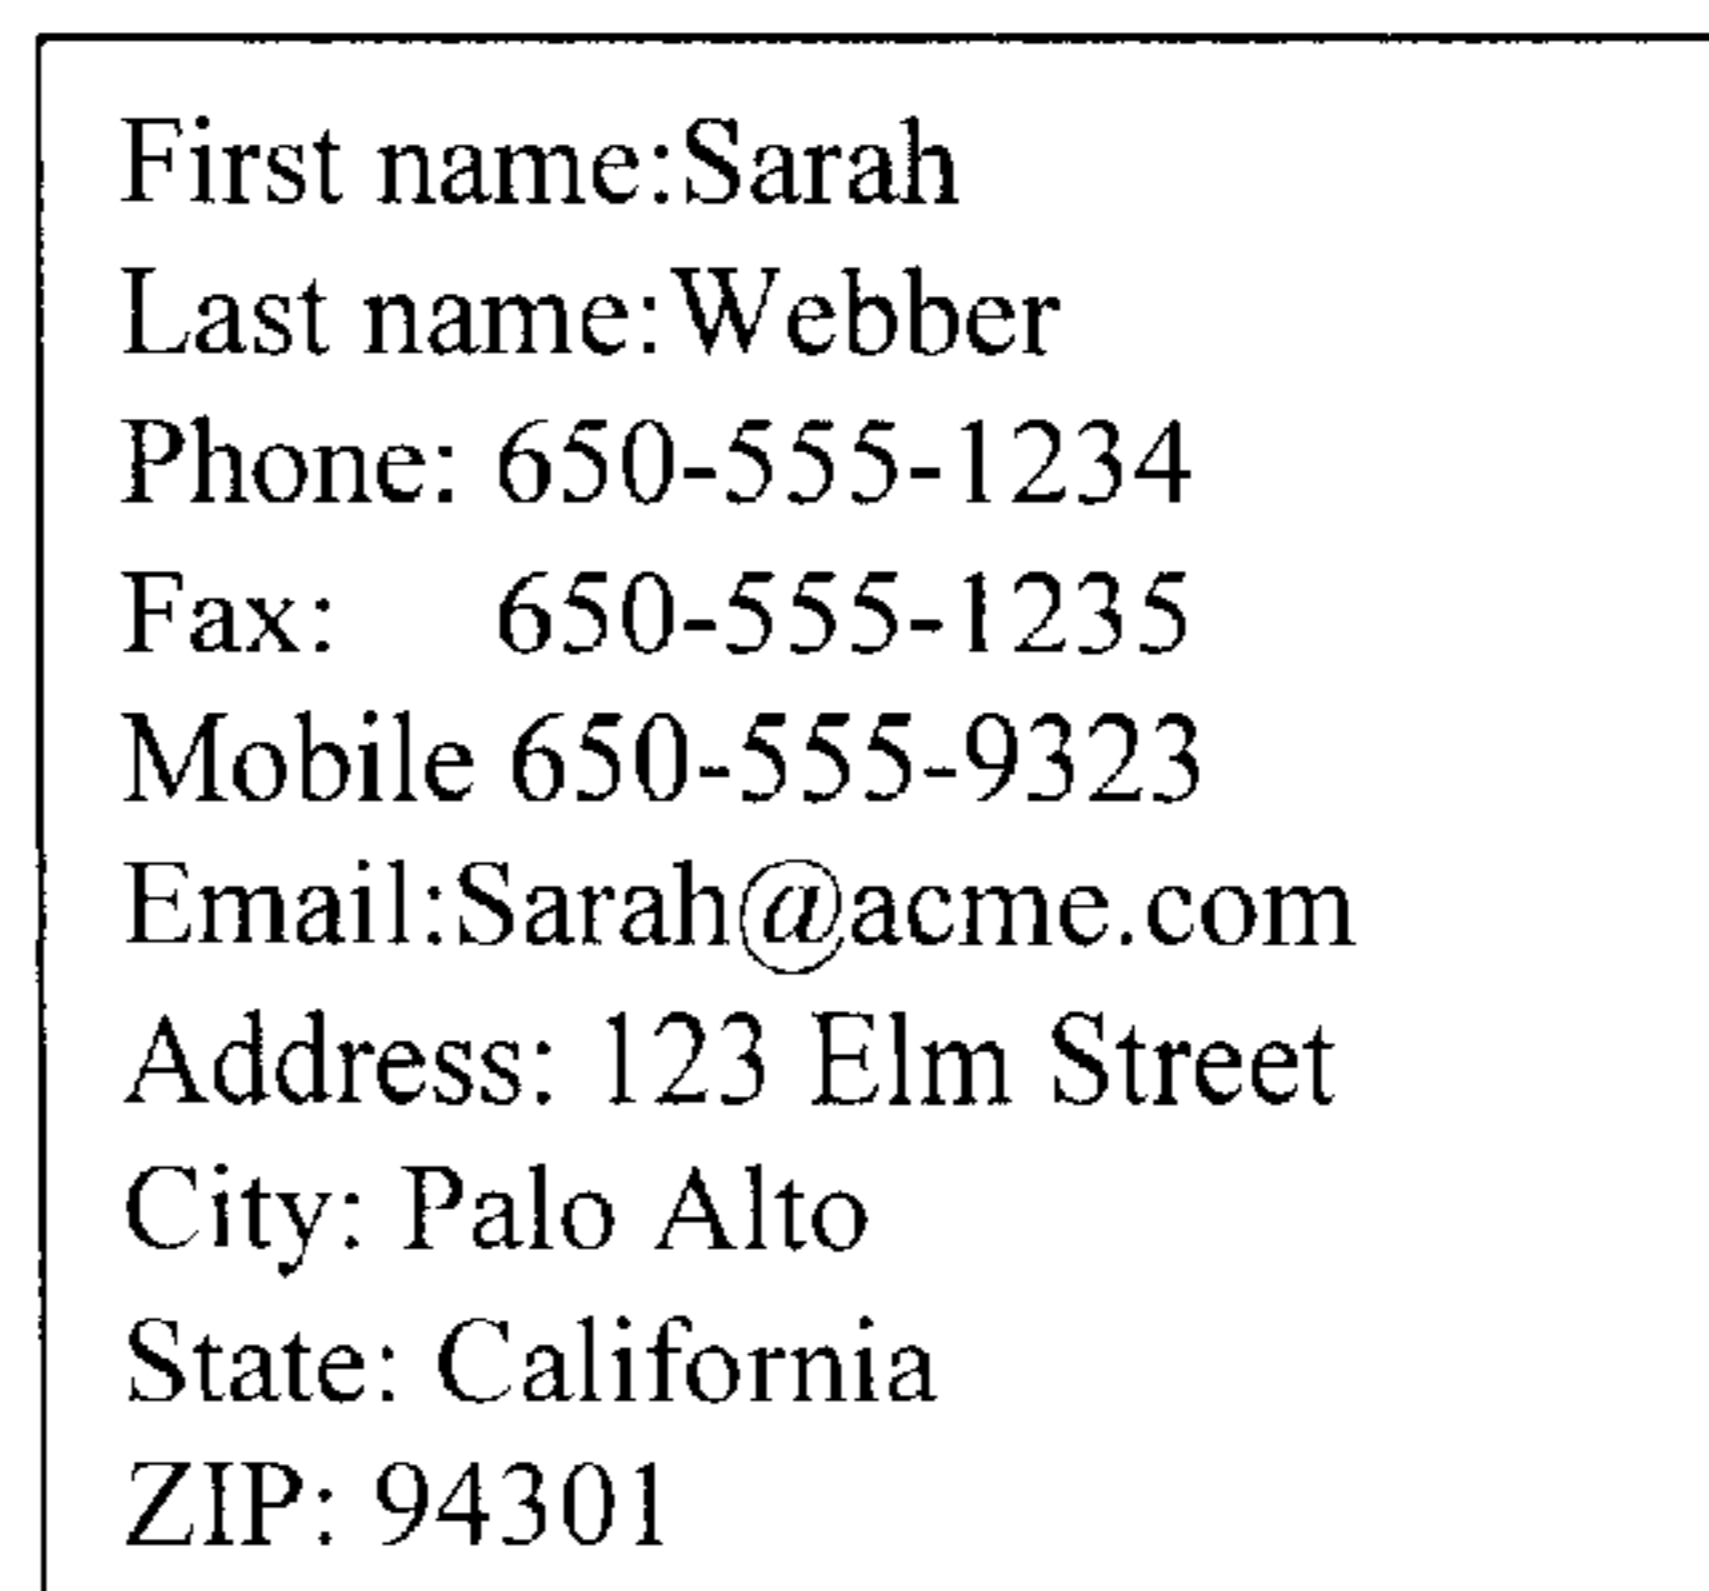 First name:Sarah
Last name:Webber
Phone: 650-555-1234
Fax: 650-555-1235
Mobile 650-555-9323
Email:Sarah@acme.com
Address: 123 Elm Street
City: Palo Alto
State: California
ZIP: 94301